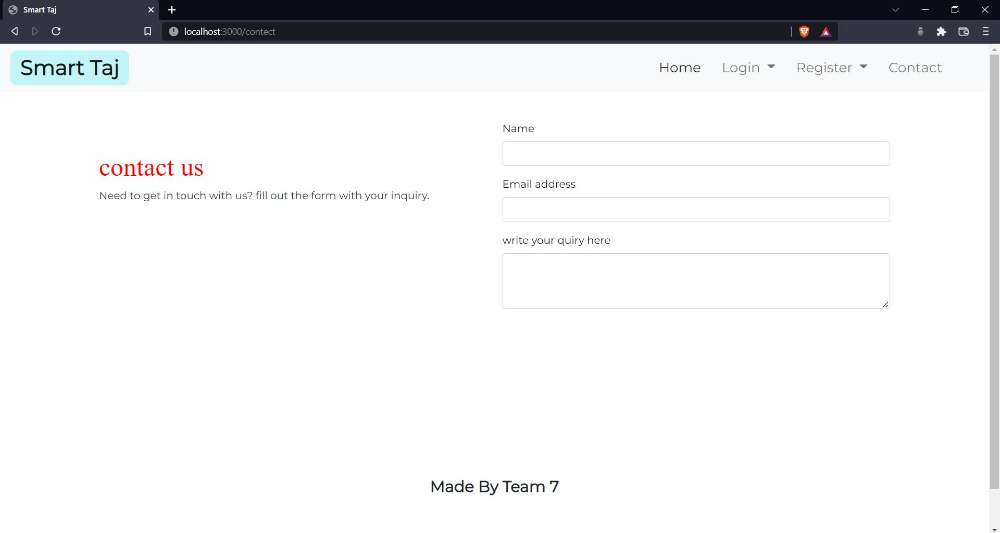 Smart Taj
localhost:3000/contect
Smart Taj
Home Login Register Contact
contact us
Need to get in touch with us? fill out the form with your inquiry.
Name
Email address
write your quiry here
Made By Team 7